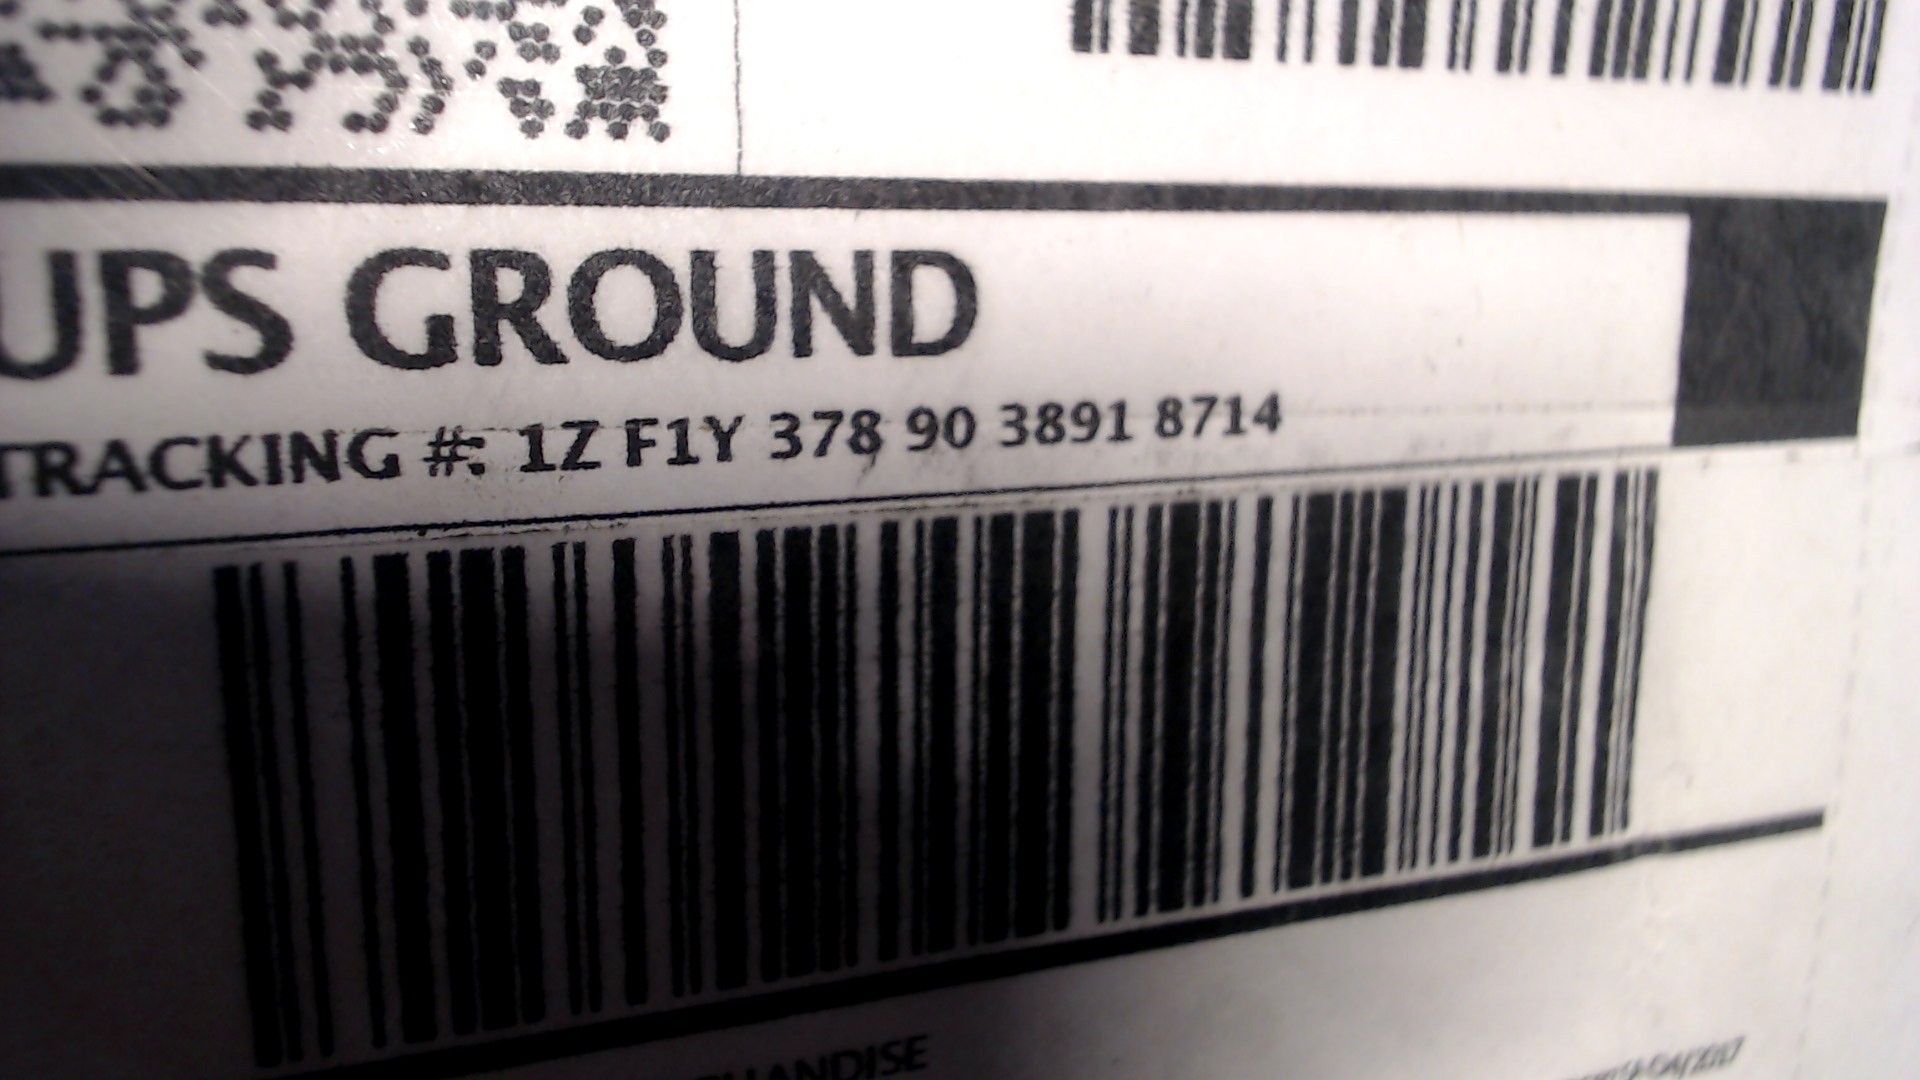 UPS GROUND
TRACKING #: 1Z F1Y 378 90 3891 8714